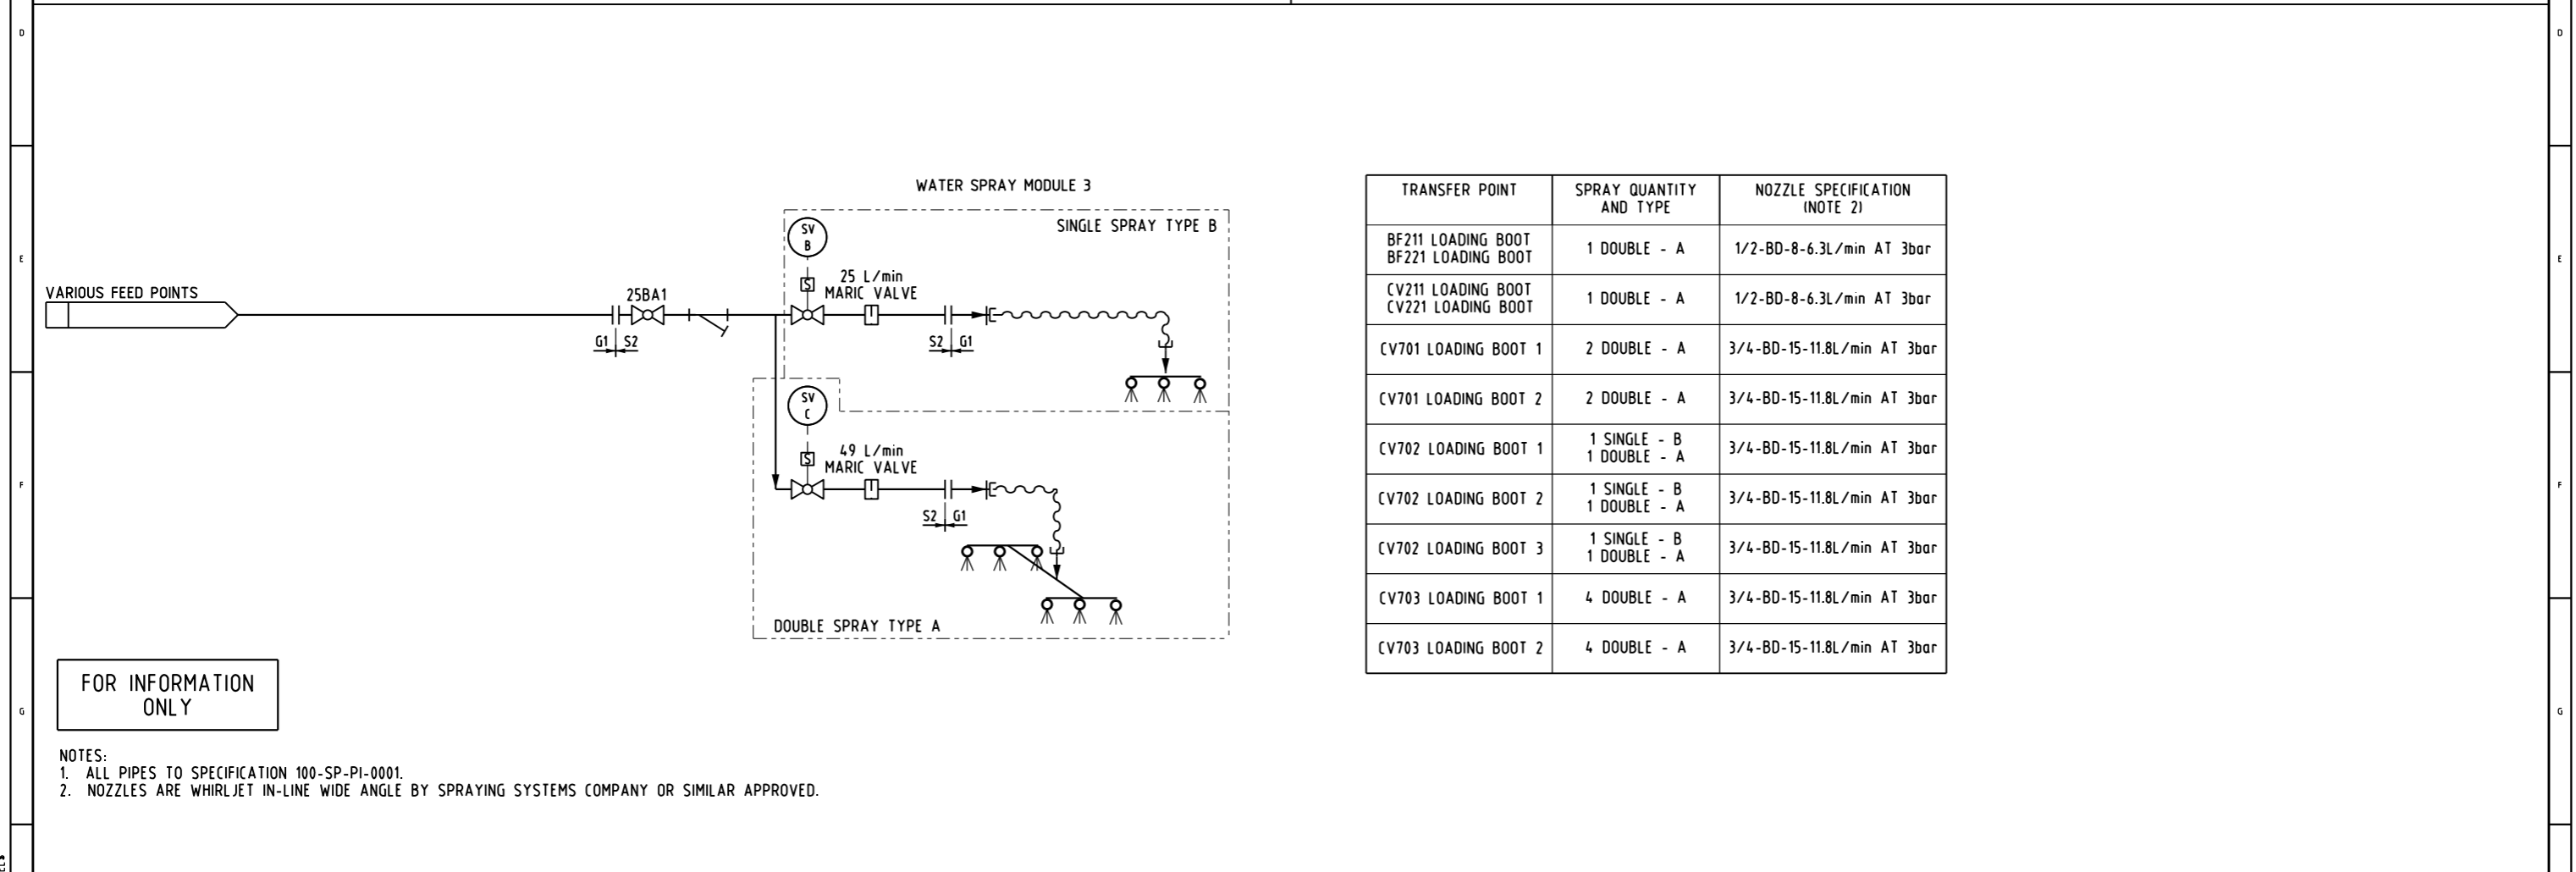 D
D
WATER SPRAY MODULE 3
SINGLE SPRAY TYPE B
SV
B
S
25 L/min
MARIC VALVE
E
E
VARIOUS FEED POINTS
25BA1
G1 S2
S2 G1
SV
C
S
49 L/min
MARIC VALVE
F
F
S2 G1
DOUBLE SPRAY TYPE A
TRANSFER POINT
SPRAY QUANTITY
AND TYPE
NOZZLE SPECIFICATION
(NOTE 2)
BF211 LOADING BOOT
BF221 LOADING BOOT
1 DOUBLE - A
1/2-BD-8-6.3L/min AT 3bar
CV211 LOADING BOOT
CV221 LOADING BOOT
1 DOUBLE - A
1/2-BD-8-6.3L/min AT 3bar
CV701 LOADING BOOT 1
2 DOUBLE - A
3/4-BD-15-11.8L/min AT 3bar
CV701 LOADING BOOT 2
2 DOUBLE - A
3/4-BD-15-11.8L/min AT 3bar
CV702 LOADING BOOT 1
1 SINGLE - B
1 DOUBLE - A
3/4-BD-15-11.8L/min AT 3bar
CV702 LOADING BOOT 2
1 SINGLE - B
1 DOUBLE - A
3/4-BD-15-11.8L/min AT 3bar
CV702 LOADING BOOT 3
1 SINGLE - B
1 DOUBLE - A
3/4-BD-15-11.8L/min AT 3bar
CV703 LOADING BOOT 1
4 DOUBLE - A
3/4-BD-15-11.8L/min AT 3bar
CV703 LOADING BOOT 2
4 DOUBLE - A
3/4-BD-15-11.8L/min AT 3bar
FOR INFORMATION
ONLY
G
G
NOTES:
1. ALL PIPES TO SPECIFICATION 100-SP-PI-0001.
2. NOZZLES ARE WHIRLJET IN-LINE WIDE ANGLE BY SPRAYING SYSTEMS COMPANY OR SIMILAR APPROVED.